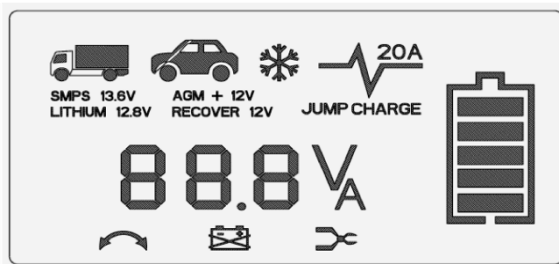 20A
SMPS 13.6V AGM + 12V
LITHIUM 12.8V RECOVER 12V JUMP CHARGE
88.8 V
A